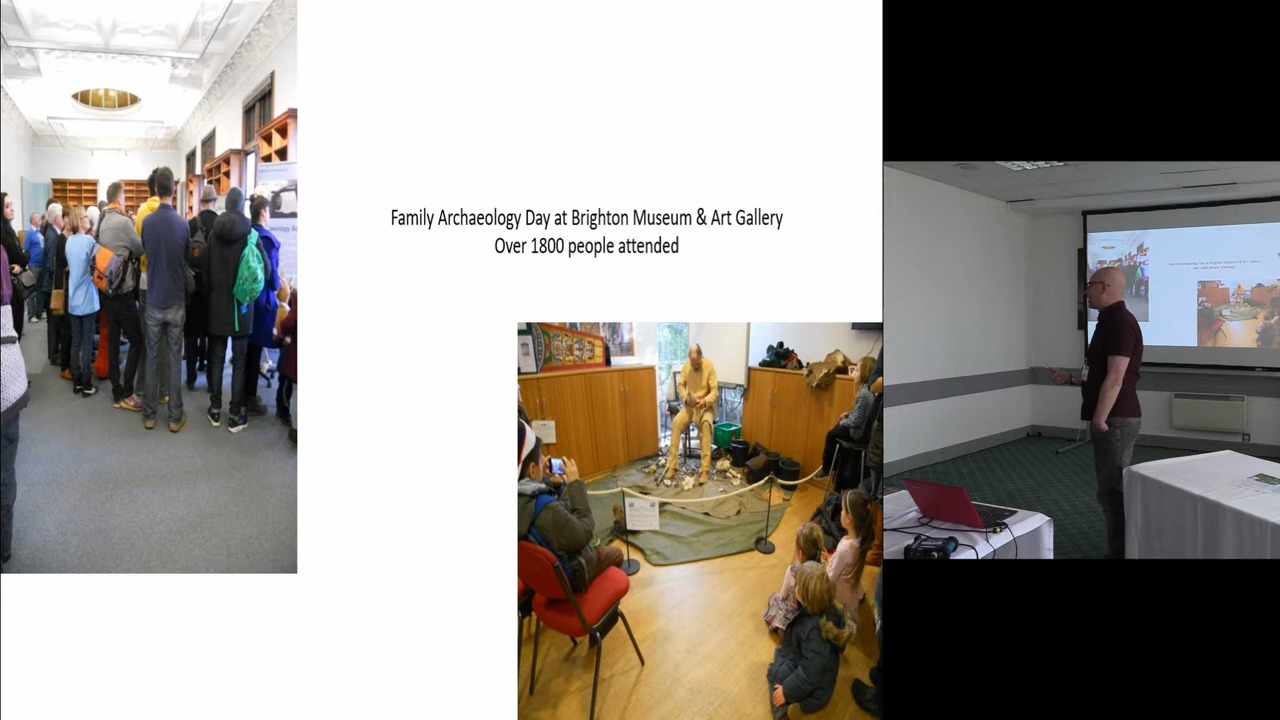 Family Archaeology Day at Brighton Museum & Art Gallery
Over 1800 people attended